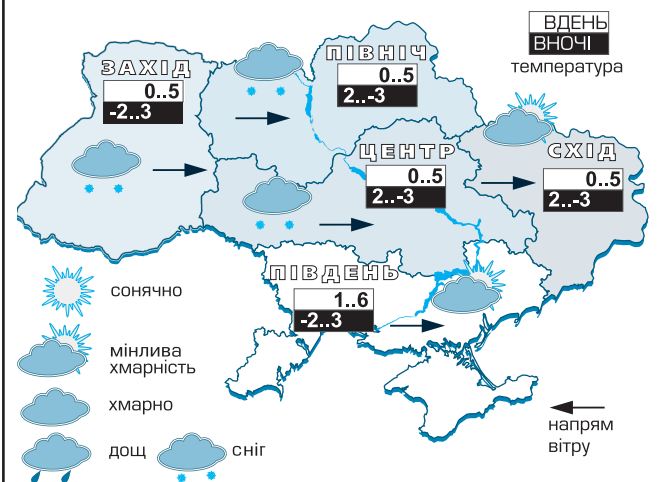 ВДЕНЬ
ВНОЧІ
температура
ПІВНІЧ
0..5
2..-3
ЗАХІД
0..5
-2..3
ЦЕНТР
0..5
2..-3
СХІД
0..5
2..-3
ПІВДЕНЬ
1..6
-2..3
сонячно
мінлива
хмарність
хмарно
дощ
сніг
напрям
вітру